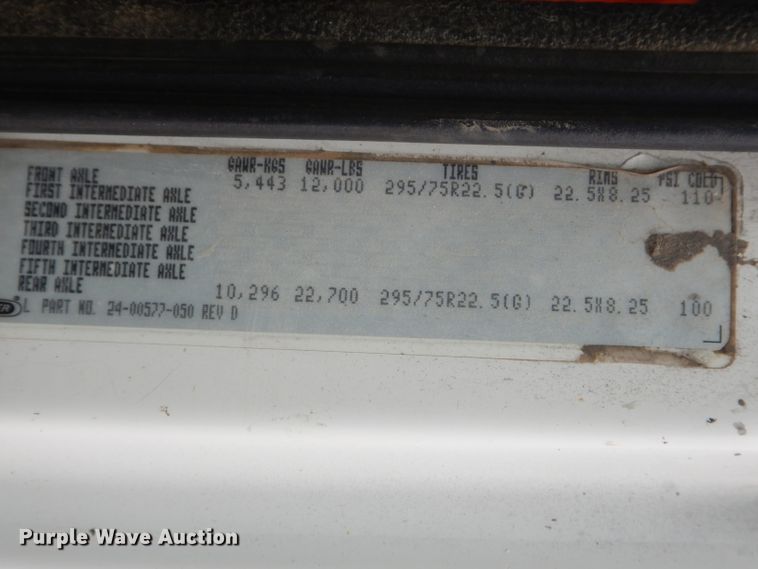 GAWR-KGS GAWR-LBS TIRES RIMS PSI COLD
FRONT AXLE 5,443 12,000 295/75R22.5(G) 22.5X8.25 110
FIRST INTERMEDIATE AXLE
SECOND INTERMEDIATE AXLE
THIRD INTERMEDIATE AXLE
FOURTH INTERMEDIATE AXLE
FIFTH INTERMEDIATE AXLE
REAR AXLE 10,296 22,700 295/75R22.5(G) 22.5X8.25 100
L PART NO. 24-00577-050 REV D
Purple Wave Auction